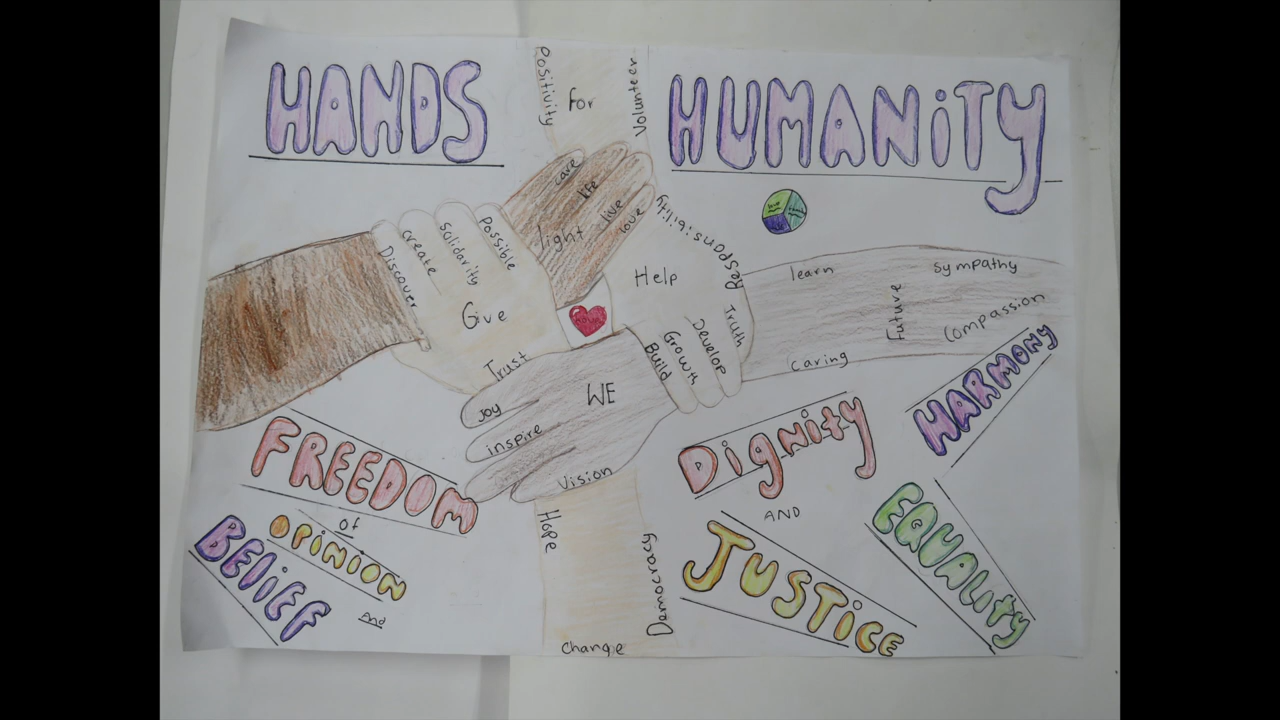 HANDS
For
HUMANiTY
Positivity
Volunteer
care
life
live
love
light
Responsibility
Discover
create
Solidarity
Possible
Give
Trust
Help
Truth
Develop
Growth
Build
learn
Sympathy
Future
Compassion
caring
WE
Joy
inspire
Vision
Hope
Democracy
Change
FREEDOM
of
OPiNiON
And
BELiEF
DigNity
AND
JUSTiCE
HARMONY
EQUALity